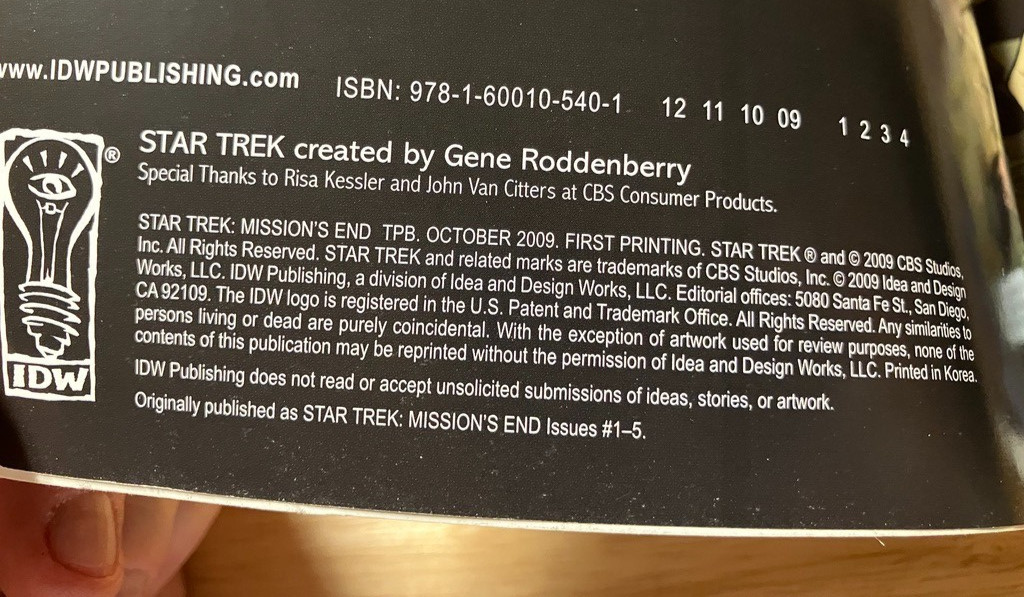 www.IDWPUBLISHING.com ISBN: 978-1-60010-540-1 12 11 10 09 1 2 3 4
STAR TREK created by Gene Roddenberry
Special Thanks to Risa Kessler and John Van Citters at CBS Consumer Products.
STAR TREK: MISSION'S END TPB. OCTOBER 2009. FIRST PRINTING. STAR TREK ® and © 2009 CBS Studios,
Inc. All Rights Reserved. STAR TREK and related marks are trademarks of CBS Studios, Inc. © 2009 Idea and Design
Works, LLC. IDW Publishing, a division of Idea and Design Works, LLC. Editorial offices: 5080 Santa Fe St., San Diego,
CA 92109. The IDW logo is registered in the U.S. Patent and Trademark Office. All Rights Reserved. Any similarities to
persons living or dead are purely coincidental. With the exception of artwork used for review purposes, none of the
contents of this publication may be reprinted without the permission of Idea and Design Works, LLC. Printed in Korea.
IDW Publishing does not read or accept unsolicited submissions of ideas, stories, or artwork.
Originally published as STAR TREK: MISSION'S END Issues #1–5.
®
IDW